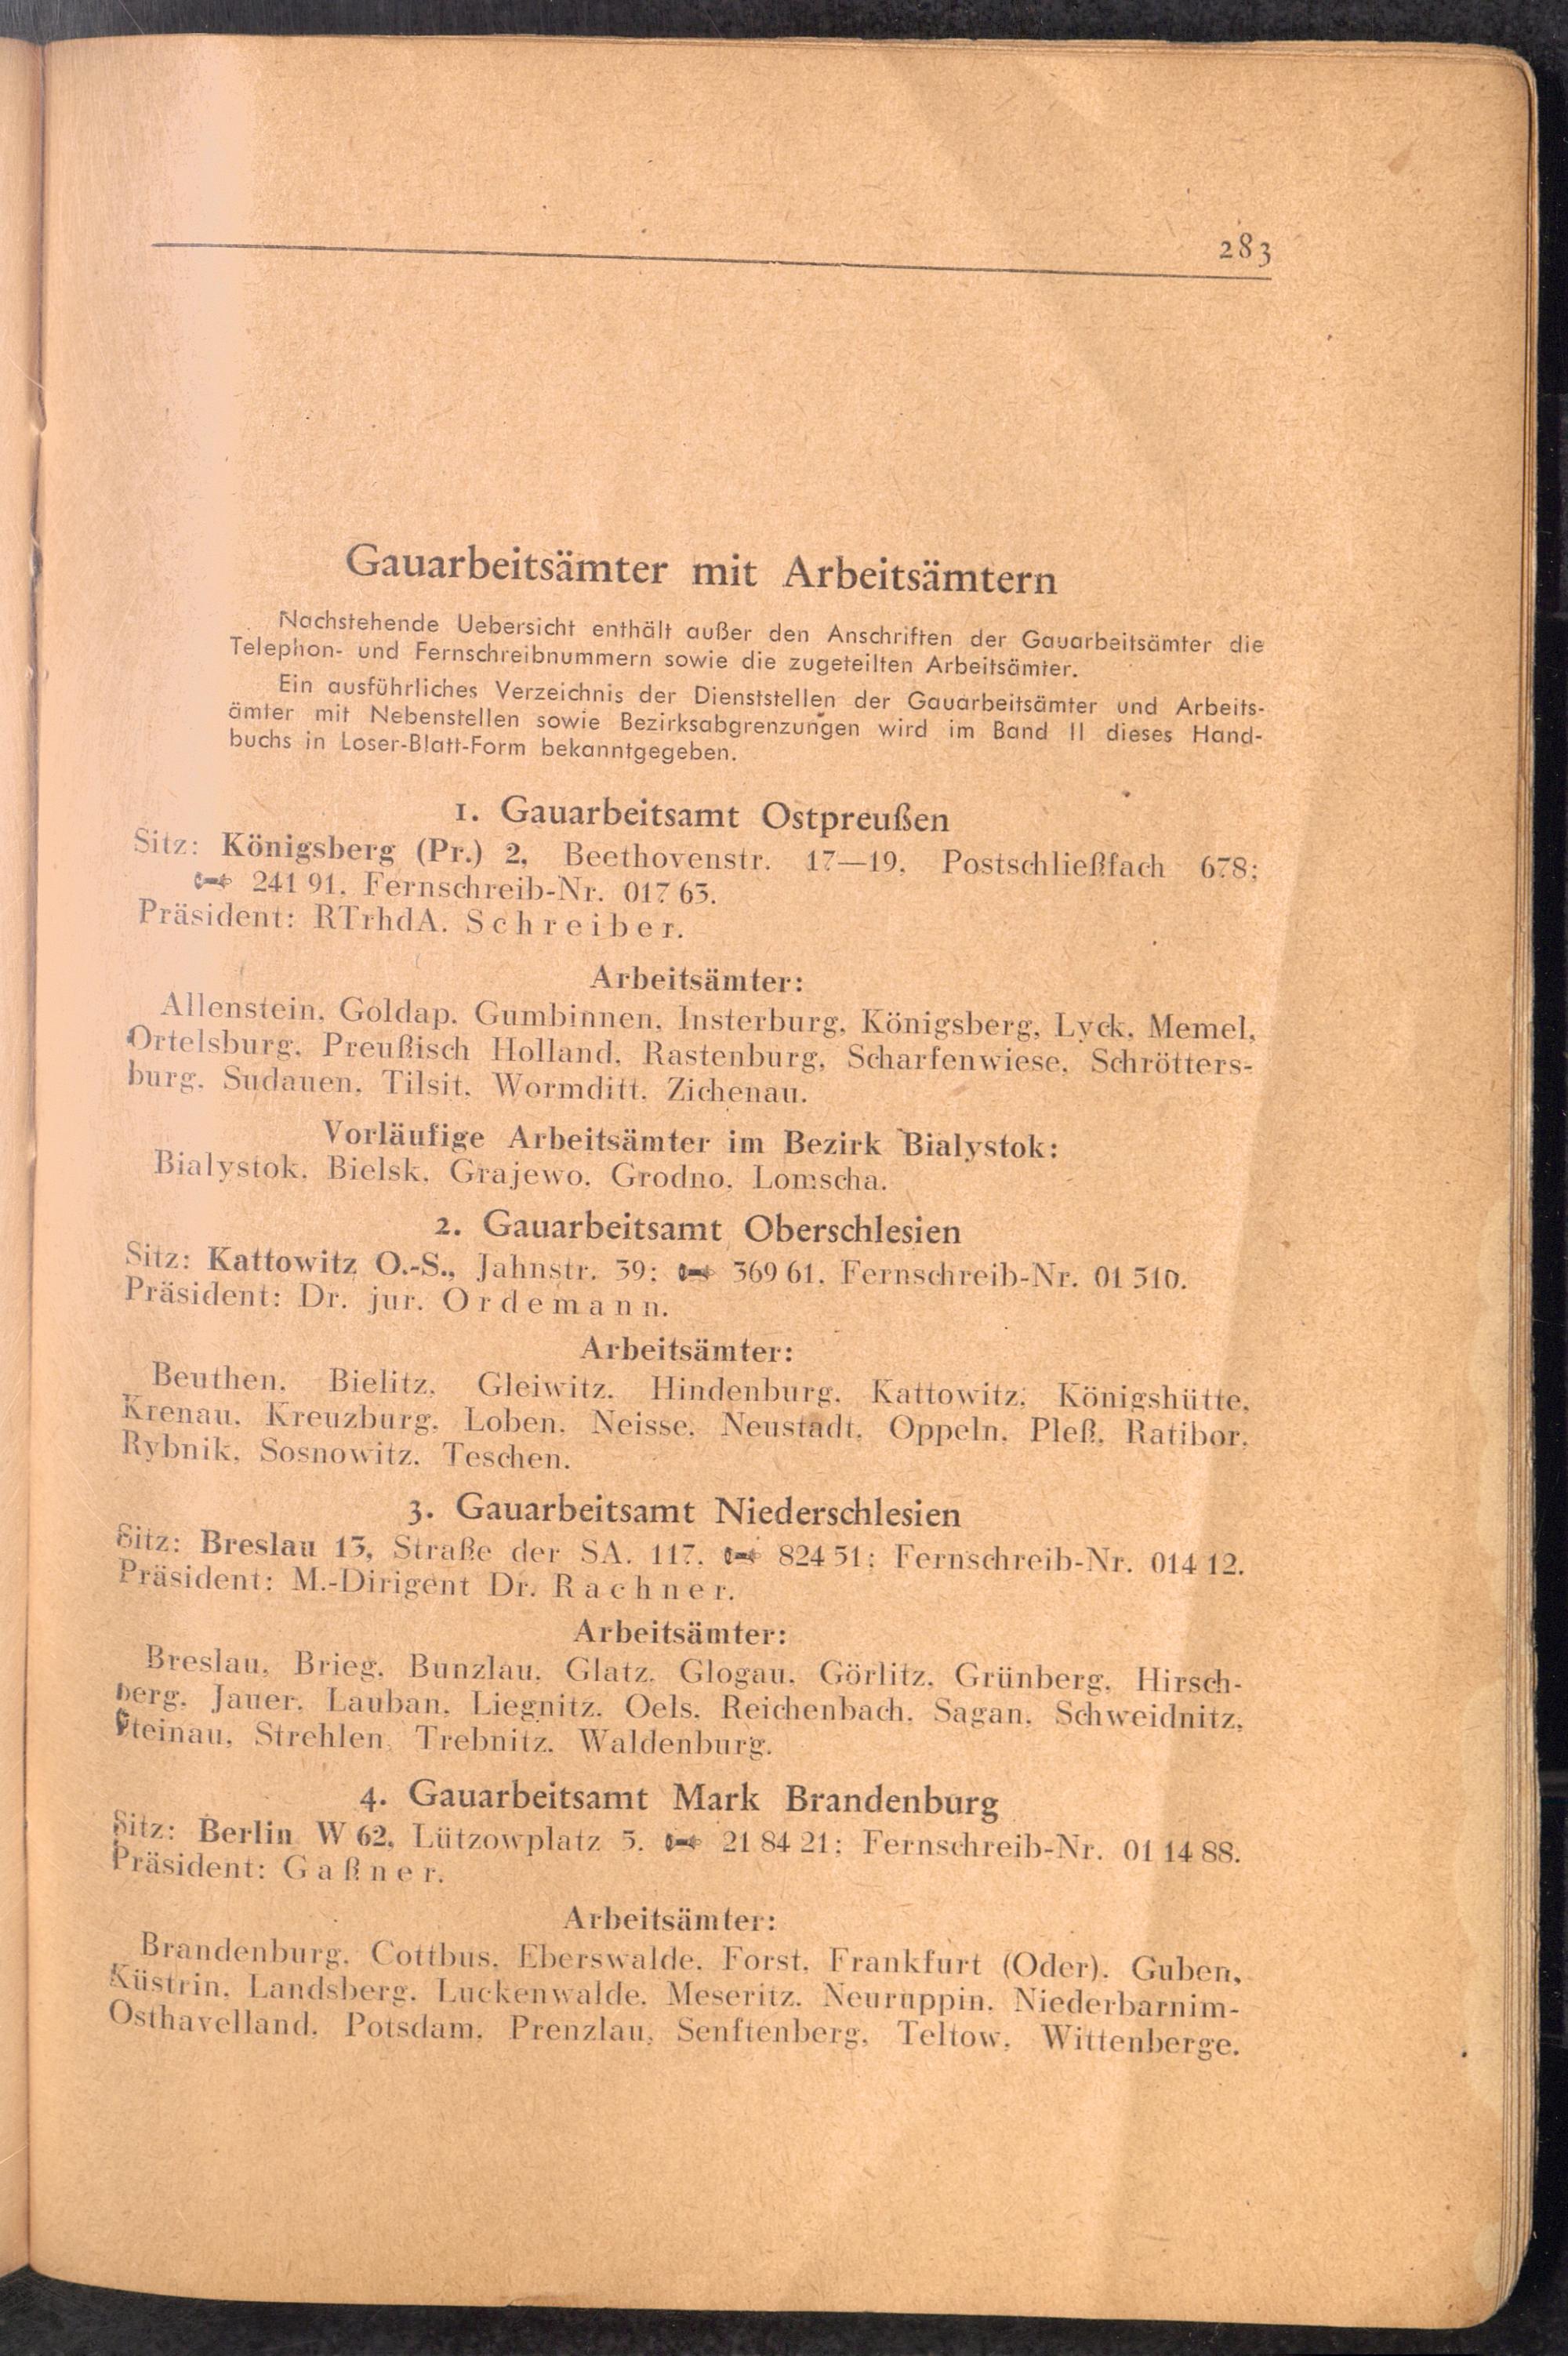 283
Gauarbeitsämter mit Arbeitsämtern
Nachstehende Uebersicht enthält außer den Anschriften der Gauarbeitsämter die
Telephon- und Fernschreibnummern sowie die zugeteilten Arbeitsämter.
Ein ausführliches Verzeichnis der Dienststellen der Gauarbeitsämter und Arbeits-
ämter mit Nebenstellen sowie Bezirksabgrenzungen wird im Band II dieses Hand-
buchs in Loser-Blatt-Form bekanntgegeben.
1. Gauarbeitsamt Ostpreußen
Sitz: Königsberg (Pr.) 2, Beethovenstr. 17—19, Postschließfach 678;
241 91. Fernschreib-Nr. 017 63.
Präsident: RTrhdA. Schreiber.
Arbeitsämter:
Allenstein, Goldap, Gumbinnen, Insterburg, Königsberg, Lyck, Memel,
Ortelsburg, Preußisch Holland, Rastenburg, Scharfenwiese, Schrötters-
burg, Sudauen, Tilsit, Wormditt, Zichenau.
Vorläufige Arbeitsämter im Bezirk Bialystok:
Bialystok, Bielsk, Grajewo, Grodno, Lomscha.
2. Gauarbeitsamt Oberschlesien
Sitz: Kattowitz O.-S., Jahnstr. 39; 369 61. Fernschreib-Nr. 01 310.
Präsident: Dr. jur. Ordemann.
Arbeitsämter:
Beuthen, Bielitz, Gleiwitz, Hindenburg, Kattowitz, Königshütte,
Krenau, Kreuzburg, Loben, Neisse, Neustadt, Oppeln, Pleß, Ratibor,
Rybnik, Sosnowitz, Teschen.
3. Gauarbeitsamt Niederschlesien
Sitz: Breslau 13, Straße der SA. 117, 824 51; Fernschreib-Nr. 014 12.
Präsident: M.-Dirigent Dr. Rachner.
Arbeitsämter:
Breslau, Brieg, Bunzlau, Glatz, Glogau, Görlitz, Grünberg, Hirsch-
berg, Jauer, Lauban, Liegnitz, Oels, Reichenbach, Sagan, Schweidnitz,
Steinau, Strehlen, Trebnitz, Waldenburg.
4. Gauarbeitsamt Mark Brandenburg
Sitz: Berlin W 62, Lützowplatz 5. 21 84 21; Fernschreib-Nr. 01 14 88.
Präsident: Gaßner.
Arbeitsämter:
Brandenburg, Cottbus, Eberswalde, Forst, Frankfurt (Oder), Guben,
Küstrin, Landsberg, Luckenwalde, Meseritz, Neuruppin, Niederbarnim-
Osthavelland, Potsdam, Prenzlau, Senftenberg, Teltow, Wittenberge.